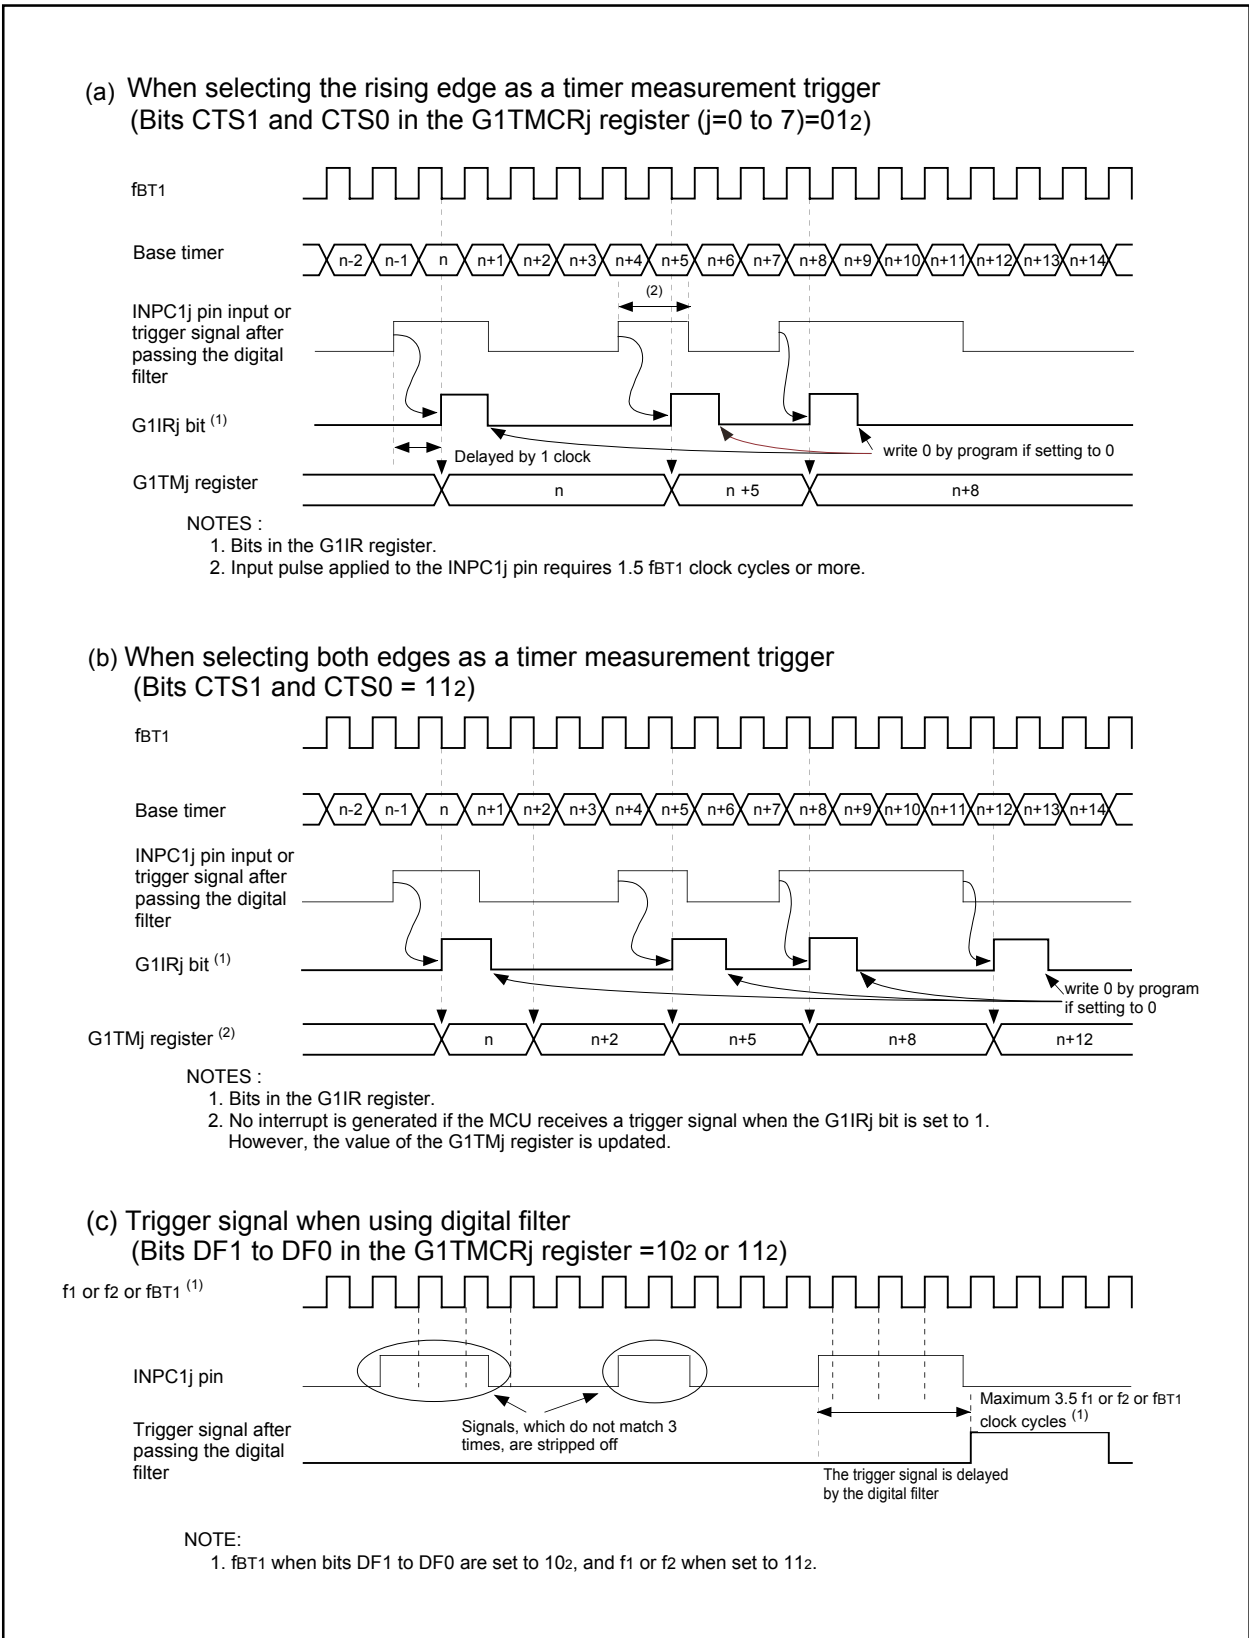 (a) When selecting the rising edge as a timer measurement trigger
(Bits CTS1 and CTS0 in the G1TMCRj register (j=0 to 7)=012)
fBT1
Base timer
n-2 n-1 n n+1 n+2 n+3 n+4 n+5 n+6 n+7 n+8 n+9 n+10 n+11 n+12 n+13 n+14
(2)
INPC1j pin input or
trigger signal after
passing the digital
filter
G1IRj bit (1)
write 0 by program if setting to 0
Delayed by 1 clock
G1TMj register
n n +5 n+8
NOTES :
1. Bits in the G1IR register.
2. Input pulse applied to the INPC1j pin requires 1.5 fBT1 clock cycles or more.
(b) When selecting both edges as a timer measurement trigger
(Bits CTS1 and CTS0 = 112)
fBT1
Base timer
n-2 n-1 n n+1 n+2 n+3 n+4 n+5 n+6 n+7 n+8 n+9 n+10 n+11 n+12 n+13 n+14
INPC1j pin input or
trigger signal after
passing the digital
filter
G1IRj bit (1)
write 0 by program
if setting to 0
G1TMj register (2)
n n+2 n+5 n+8 n+12
NOTES :
1. Bits in the G1IR register.
2. No interrupt is generated if the MCU receives a trigger signal when the G1IRj bit is set to 1.
However, the value of the G1TMj register is updated.
(c) Trigger signal when using digital filter
(Bits DF1 to DF0 in the G1TMCRj register =102 or 112)
f1 or f2 or fBT1 (1)
INPC1j pin
Maximum 3.5 f1 or f2 or fBT1
clock cycles (1)
Signals, which do not match 3
times, are stripped off
Trigger signal after
passing the digital
filter
The trigger signal is delayed
by the digital filter
NOTE:
1. fBT1 when bits DF1 to DF0 are set to 102, and f1 or f2 when set to 112.